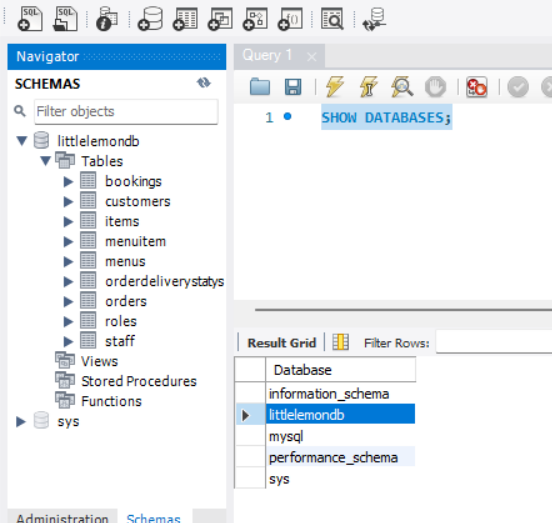 SQL
SQL
Navigator
Query 1
SCHEMAS
Filter objects
1
SHOW DATABASES;
littlelemondb
Tables
bookings
customers
items
menuitem
menus
orderdeliverystatys
orders
roles
staff
Views
Stored Procedures
Functions
sys
Result Grid
Filter Rows:
Database
information_schema
littlelemondb
mysql
performance_schema
sys
Administration
Schemas